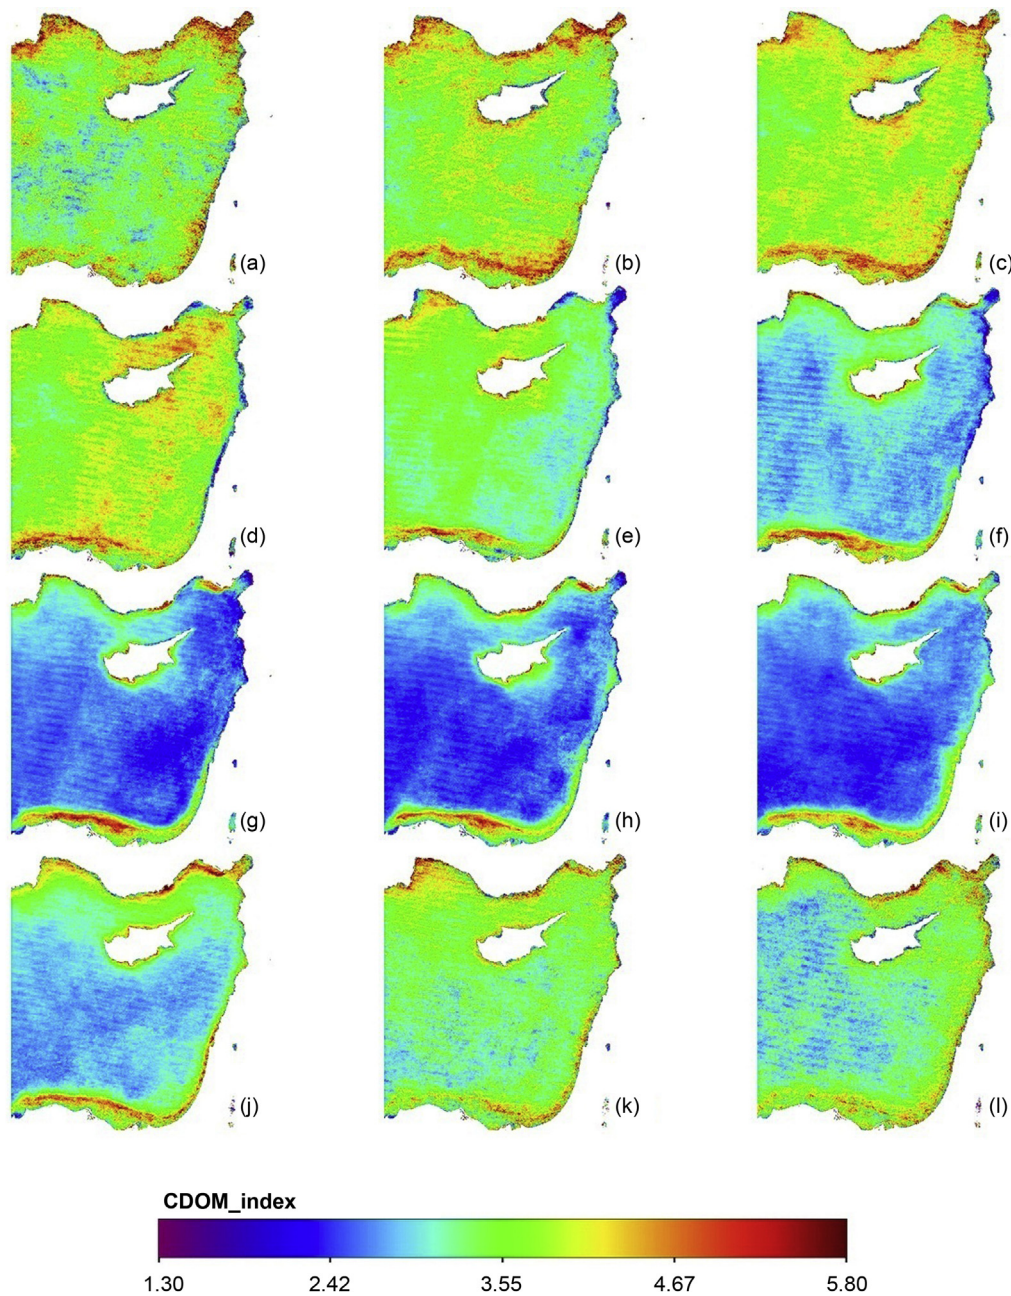 (a)
(b)
(c)
(d)
(e)
(f)
(g)
(h)
(i)
(j)
(k)
(l)
CDOM_index
1.30 2.42 3.55 4.67 5.80